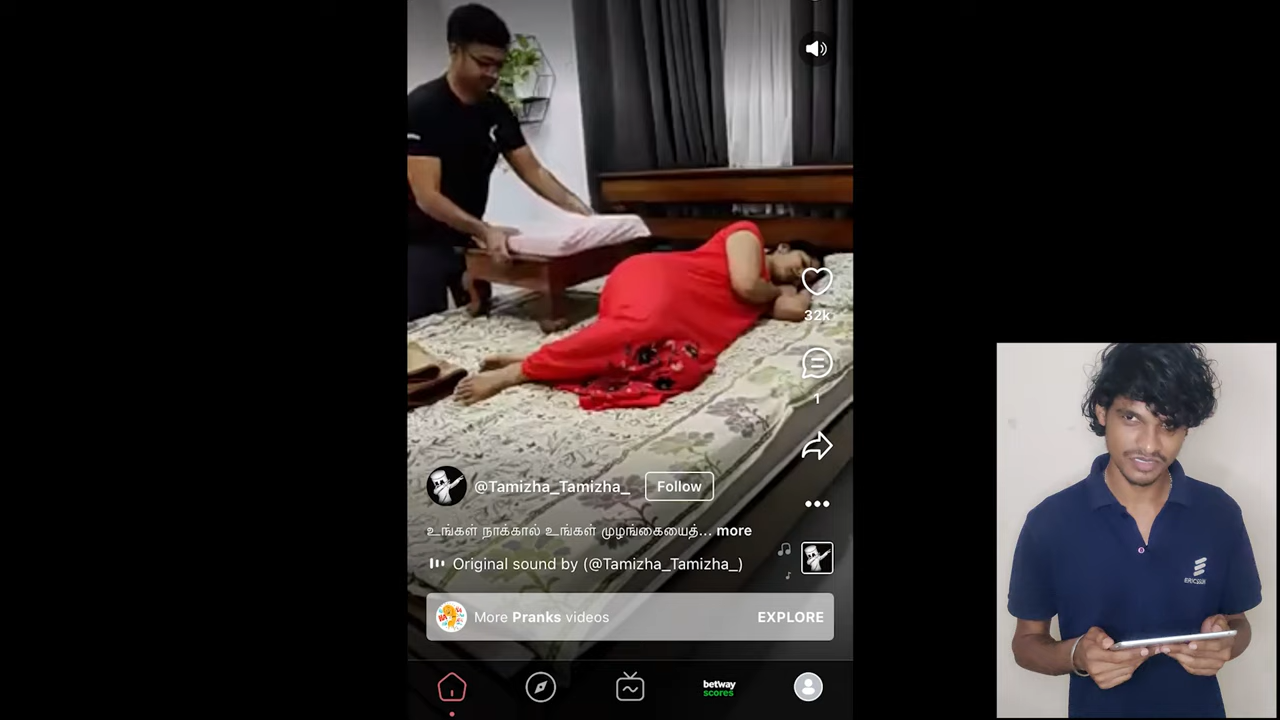 32k
1
@Tamizha_Tamizha_
Follow
உங்கள் நாக்கால் உங்கள் முழங்கையைத்... more
Original sound by (@Tamizha_Tamizha_)
More Pranks videos
EXPLORE
betway
scores
ERICSSON